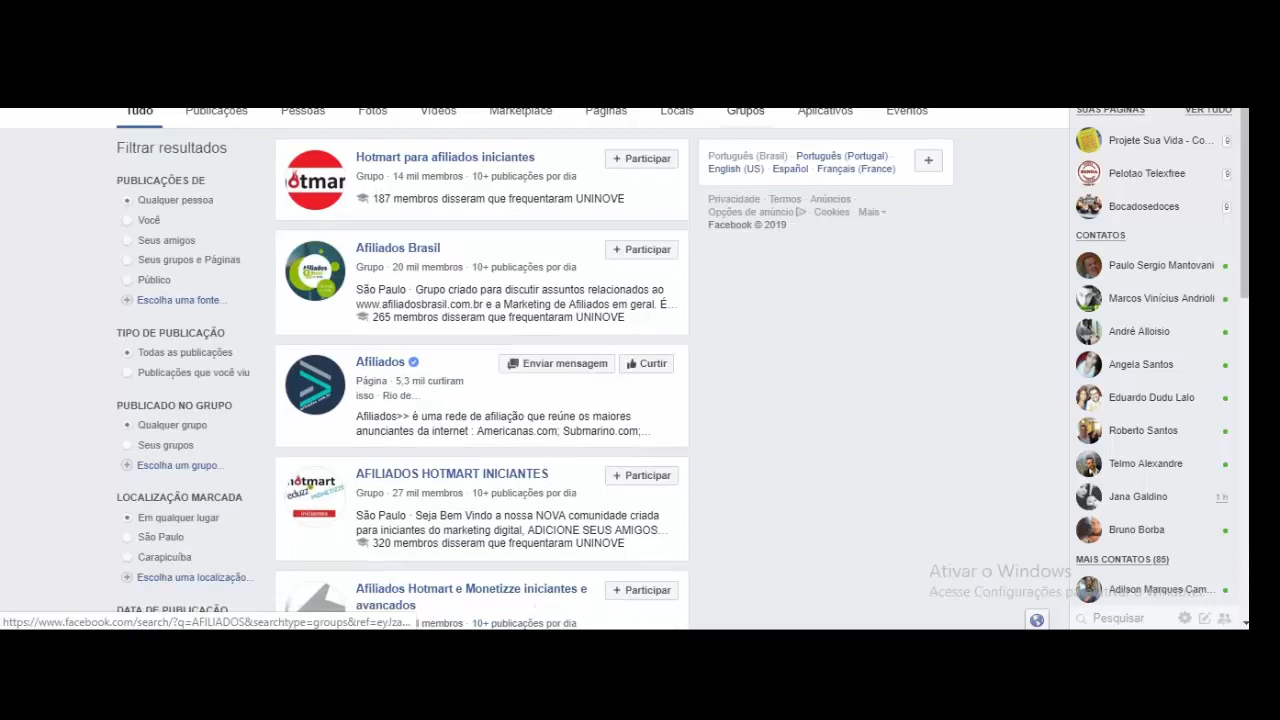 Tudo
Publicações
Pessoas
Fotos
Vídeos
Marketplace
Páginas
Locais
Grupos
Aplicativos
Eventos
Filtrar resultados
PUBLICAÇÕES DE
Qualquer pessoa
Você
Seus amigos
Seus grupos e Páginas
Público
Escolha uma fonte...
TIPO DE PUBLICAÇÃO
Todas as publicações
Publicações que você viu
PUBLICADO NO GRUPO
Qualquer grupo
Seus grupos
Escolha um grupo...
LOCALIZAÇÃO MARCADA
Em qualquer lugar
São Paulo
Carapicuíba
Escolha uma localização...
DATA DE PUBLICAÇÃO
https://www.facebook.com/search/?q=AFILIADOS&searchtype=groups&ref=eyJza...
hotmar
Hotmart para afiliados iniciantes
+ Participar
Grupo · 14 mil membros · 10+ publicações por dia
187 membros disseram que frequentaram UNINOVE
Afiliados Brasil
+ Participar
Grupo · 20 mil membros · 10+ publicações por dia
São Paulo · Grupo criado para discutir assuntos relacionados ao
www.afiliadosbrasil.com.br e a Marketing de Afiliados em geral. É...
265 membros disseram que frequentaram UNINOVE
Afiliados
Enviar mensagem
Curtir
Página · 5,3 mil curtiram
isso · Rio de...
Afiliados>> é uma rede de afiliação que reúne os maiores
anunciantes da internet : Americanas.com; Submarino.com;...
hotmart
eduzz MONETIZZE
iniciantes
AFILIADOS HOTMART INICIANTES
+ Participar
Grupo · 27 mil membros · 10+ publicações por dia
São Paulo · Seja Bem Vindo a nossa NOVA comunidade criada
para iniciantes do marketing digital, ADICIONE SEUS AMIGOS...
320 membros disseram que frequentaram UNINOVE
Afiliados Hotmart e Monetizze iniciantes e
avançados
+ Participar
l membros · 10+ publicações por dia
Português (Brasil) · Português (Portugal) ·
English (US) · Español · Français (France)
+
Privacidade · Termos · Anúncios ·
Opções de anúncio · Cookies · Mais
Facebook © 2019
SUAS PÁGINAS
VER TUDO
Projete Sua Vida - Co...
9
Pelotao Telexfree
9
Bocadosedoces
9
CONTATOS
Paulo Sergio Mantovani
Marcos Vinícius Andrioli
André Alloisio
Angela Santos
Eduardo Dudu Lalo
Roberto Santos
Telmo Alexandre
Jana Galdino
1 h
Bruno Borba
MAIS CONTATOS (85)
Adilson Marques Cam...
Pesquisar
Ativar o Windows
Acesse Configurações para ativar o Windows.